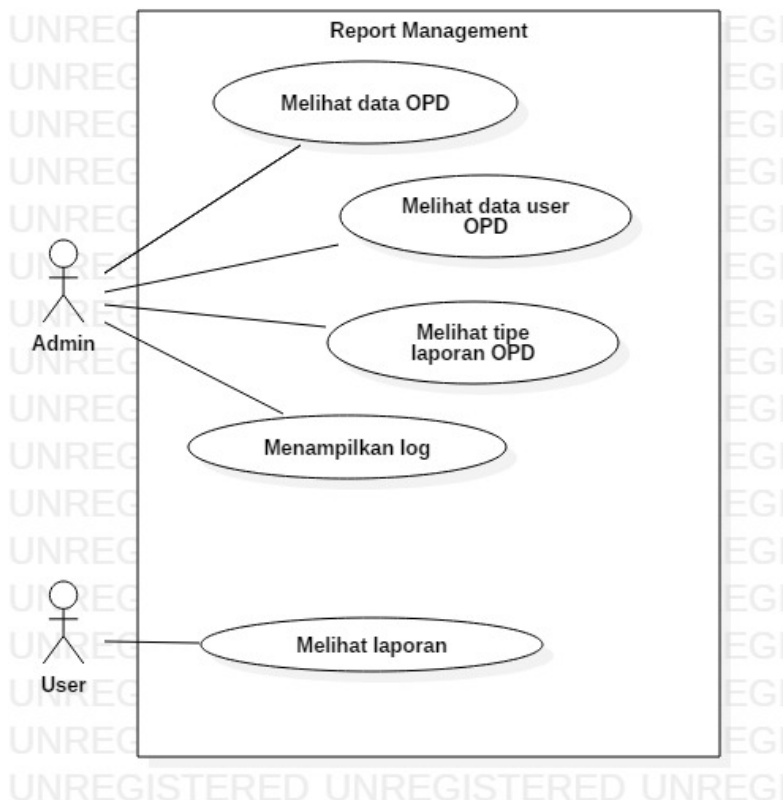 Report Management
Melihat data OPD
Melihat data user
OPD
Melihat tipe
laporan OPD
Admin
Menampilkan log
Melihat laporan
User
UNREGISTERED UNREGISTERED UNREG